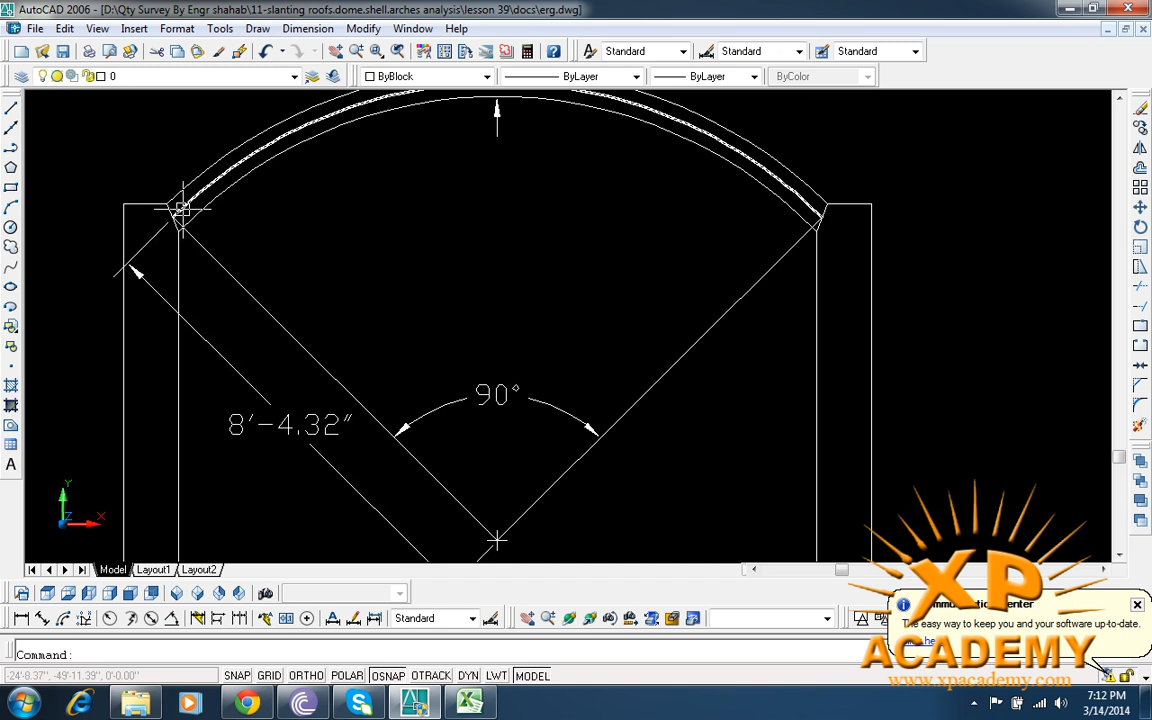 AutoCAD 2006 - [D:\Qty Survey By Engr shahab\11-slanting roofs.dome.shell.arches analysis\lesson 39\docs\erg.dwg]
File Edit View Insert Format Tools Draw Dimension Modify Window Help
Standard Standard Standard
0 ByBlock ByLayer ByLayer ByColor
90°
8'-4.32"
Y
X
Z
Model Layout1 Layout2
Standard
The easy way to keep you and your software up-to-date.
XP
ACADEMY
www.xpacademy.com
Command:
-24'-8.37", -49'-11.39", 0'-0.00" SNAP GRID ORTHO POLAR OSNAP OTRACK DYN LWT MODEL
7:12 PM
3/14/2014